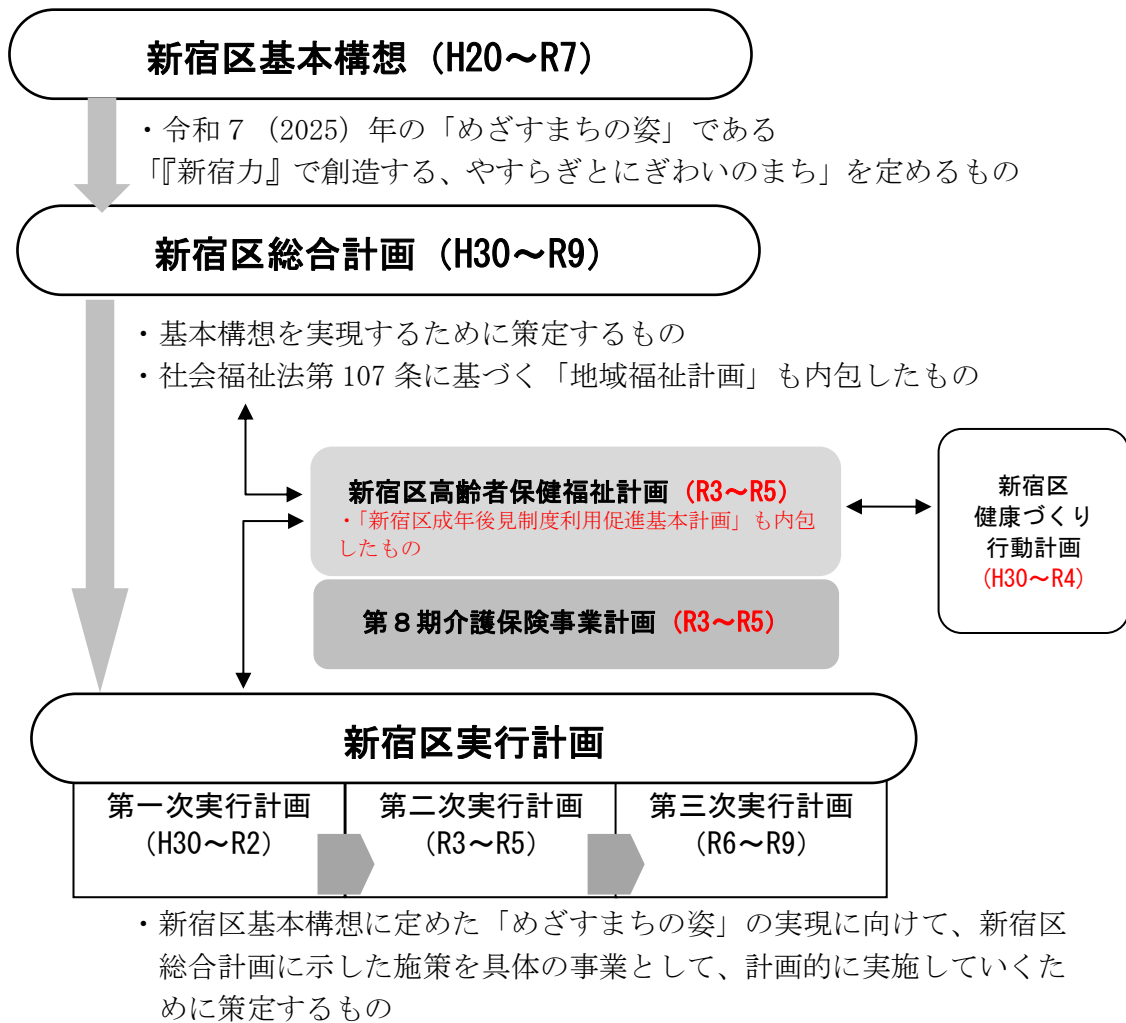 新宿区基本構想（H20～R7）
・令和７（2025）年の「めざすまちの姿」である
「『新宿力』で創造する、やすらぎとにぎわいのまち」を定めるもの
新宿区総合計画（H30～R9）
・基本構想を実現するために策定するもの
・社会福祉法第 107 条に基づく「地域福祉計画」も内包したもの
新宿区高齢者保健福祉計画（R3～R5）
・「新宿区成年後見制度利用促進基本計画」も内包
したもの
第８期介護保険事業計画（R3～R5）
新宿区
健康づくり
行動計画
(H30～R4)
新宿区実行計画
第一次実行計画
（H30～R2）
第二次実行計画
（R3～R5）
第三次実行計画
（R6～R9）
・新宿区基本構想に定めた「めざすまちの姿」の実現に向けて、新宿区
総合計画に示した施策を具体の事業として、計画的に実施していくた
めに策定するもの